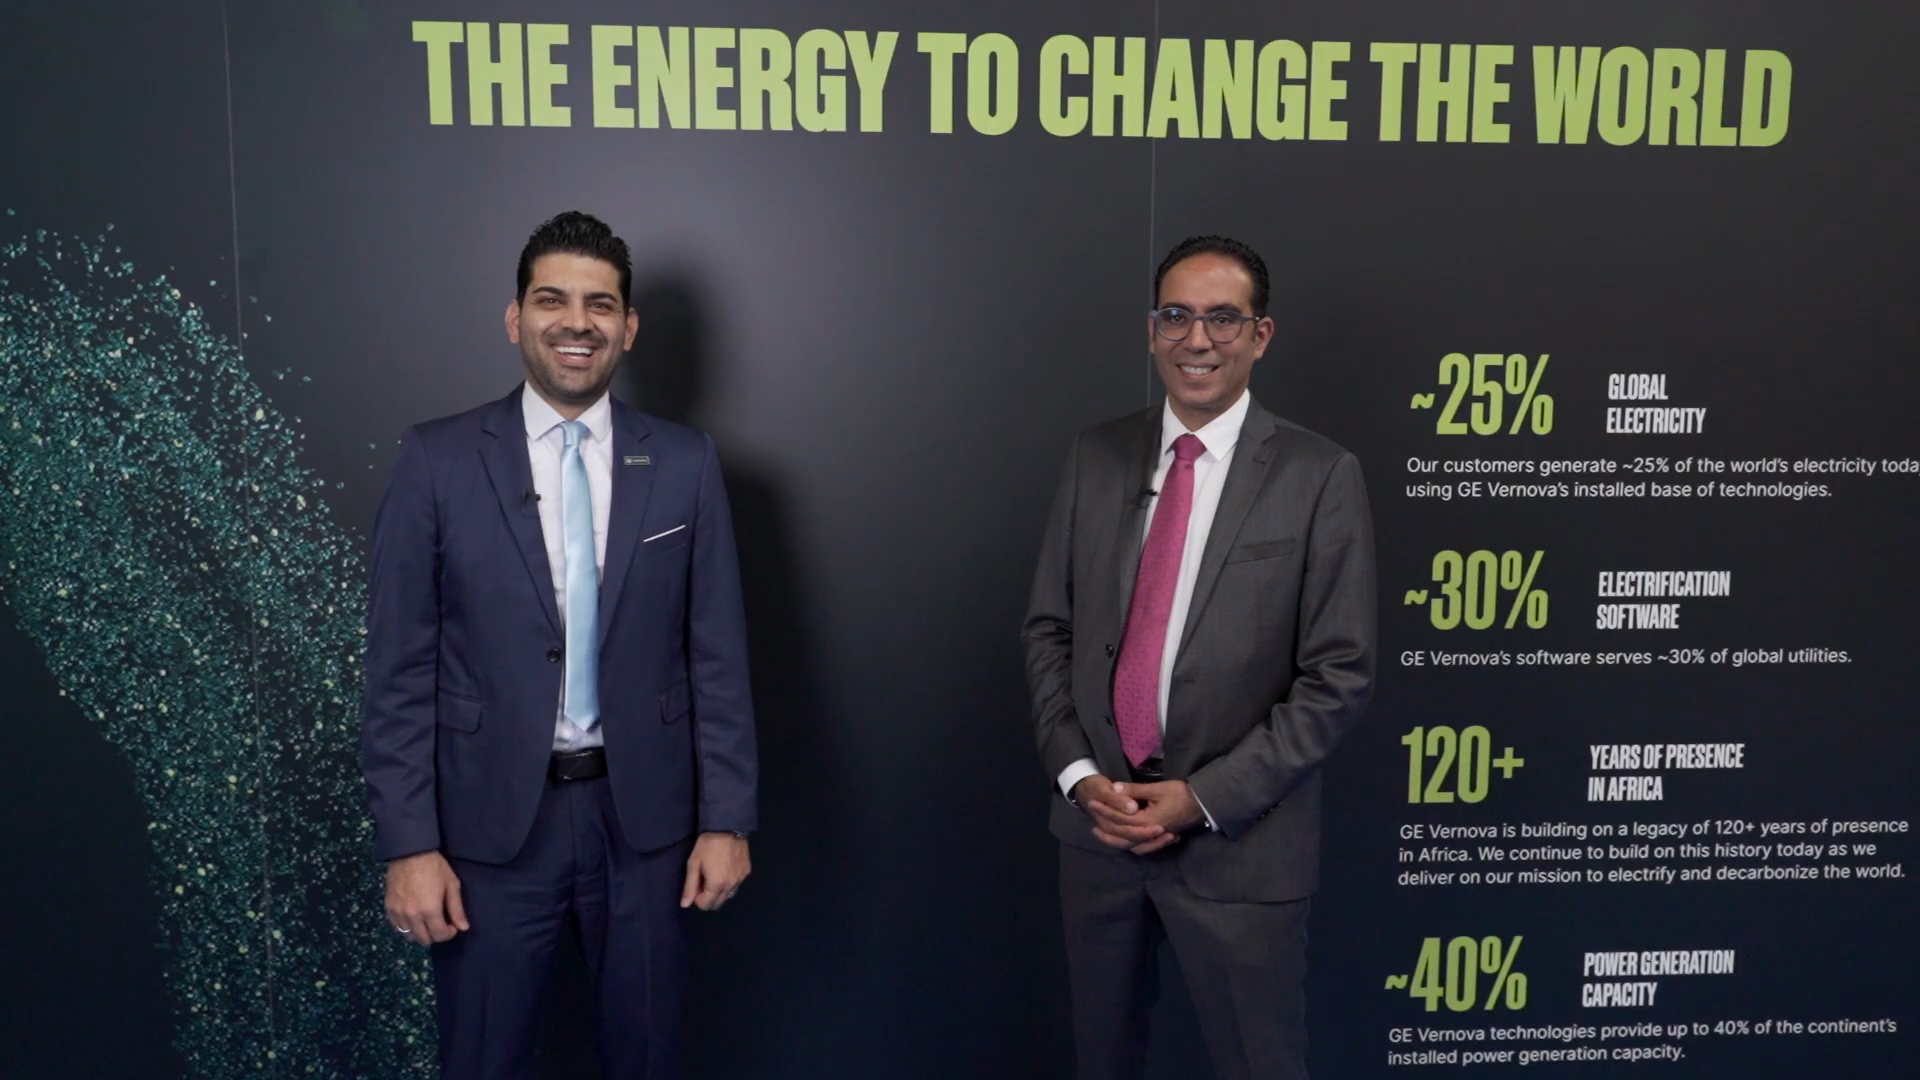 THE ENERGY TO CHANGE THE WORLD
~25%
GLOBAL
ELECTRICITY
Our customers generate ~25% of the world's electricity toda
using GE Vernova's installed base of technologies.
~30%
ELECTRIFICATION
SOFTWARE
GE Vernova's software serves ~30% of global utilities.
120+
YEARS OF PRESENCE
IN AFRICA
GE Vernova is building on a legacy of 120+ years of presence
in Africa. We continue to build on this history today as we
deliver on our mission to electrify and decarbonize the world.
~40%
POWER GENERATION
CAPACITY
GE Vernova technologies provide up to 40% of the continent's
installed power generation capacity.